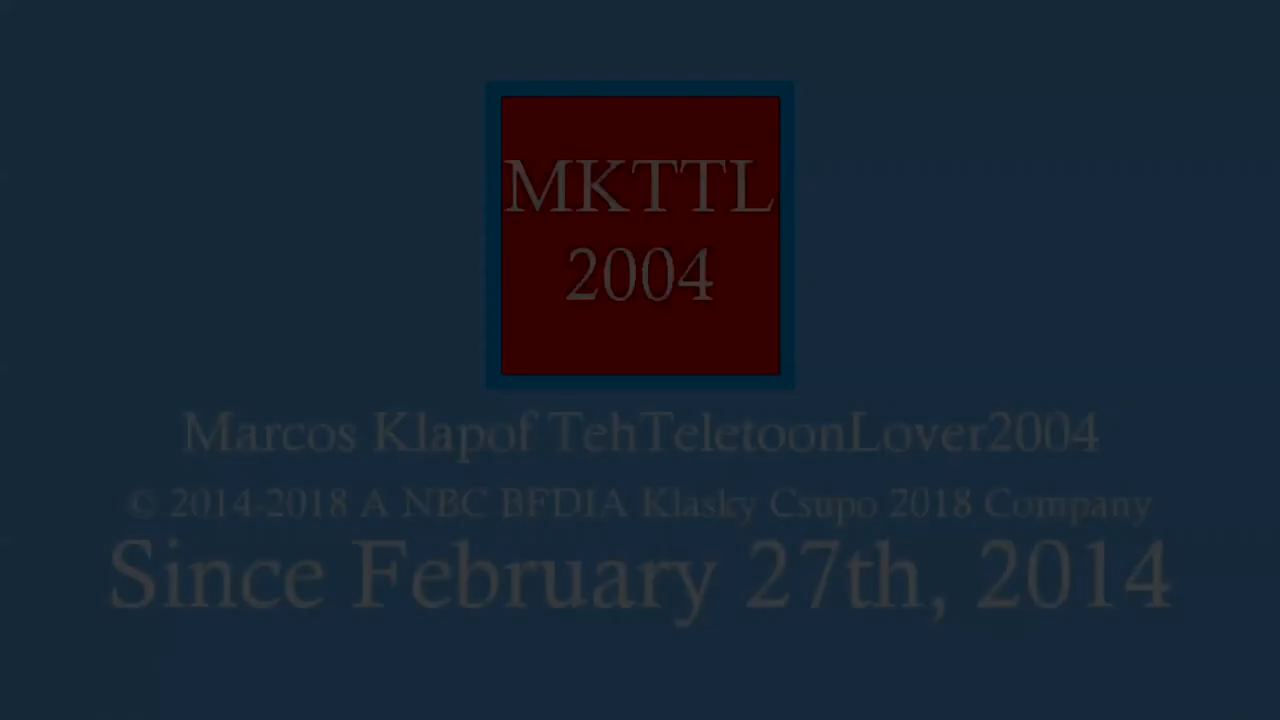 MKTTL
2004
Marcos Klapof TehTeletoonLover2004
© 2014-2018 A NBC BFDIA Klasky Csupo 2018 Company
Since February 27th, 2014